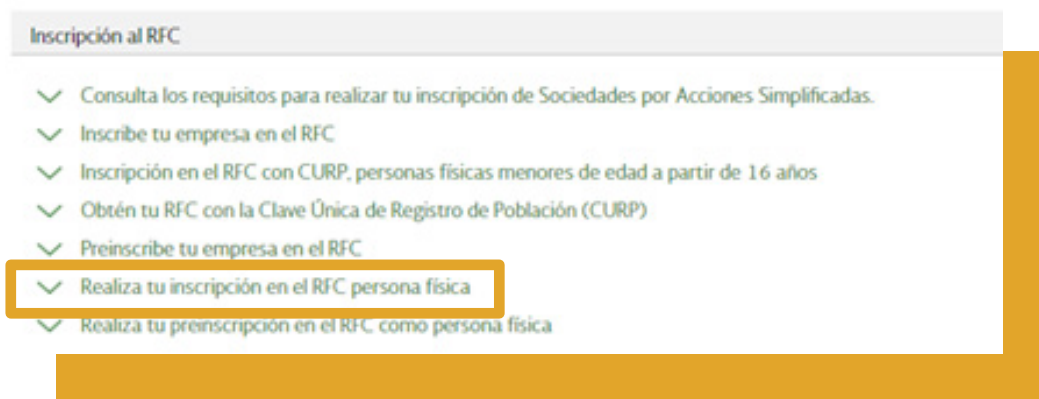 Inscripción al RFC
Consulta los requisitos para realizar tu inscripción de Sociedades por Acciones Simplificadas.
Inscribe tu empresa en el RFC
Inscripción en el RFC con CURP, personas físicas menores de edad a partir de 16 años
Obtén tu RFC con la Clave Única de Registro de Población (CURP)
Preinscribe tu empresa en el RFC
Realiza tu inscripción en el RFC persona física
Realiza tu preinscripción en el RFC como persona física